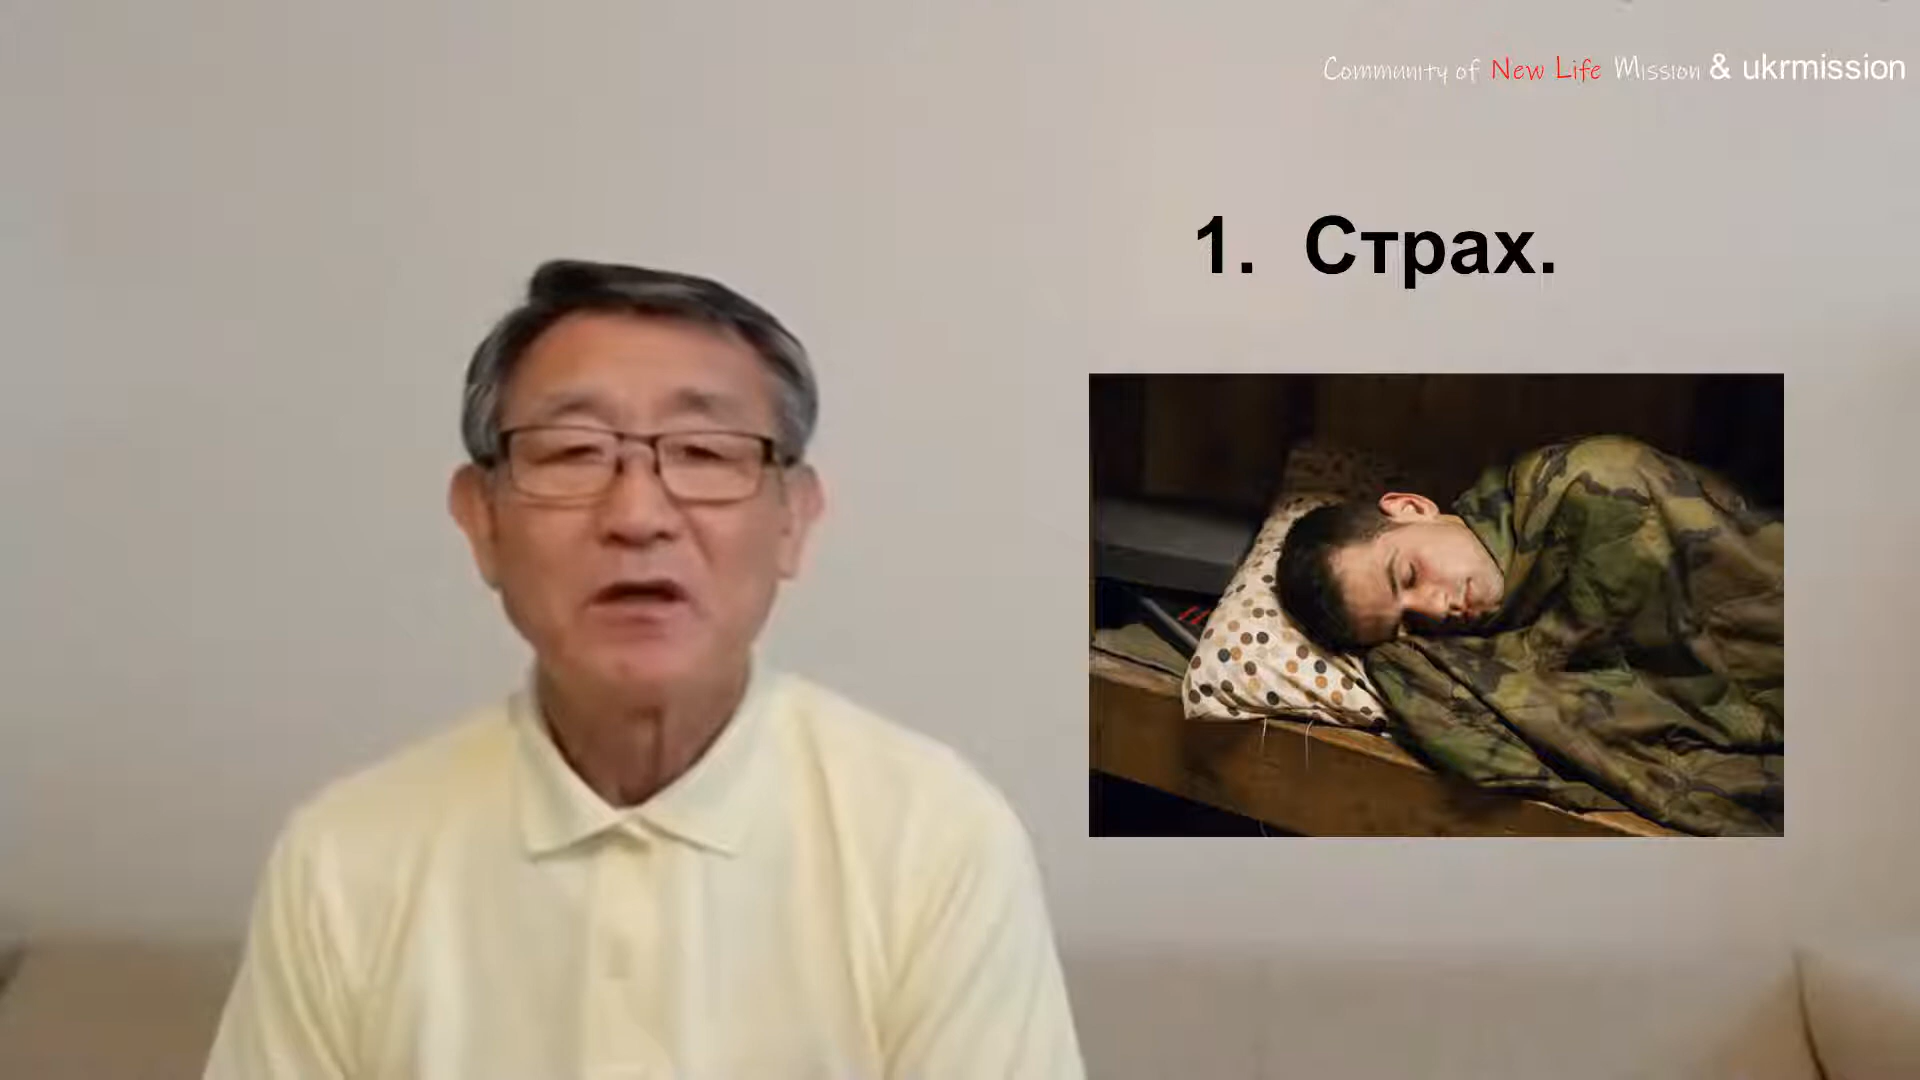 Community of New Life Mission & ukrmission
1. Страх.